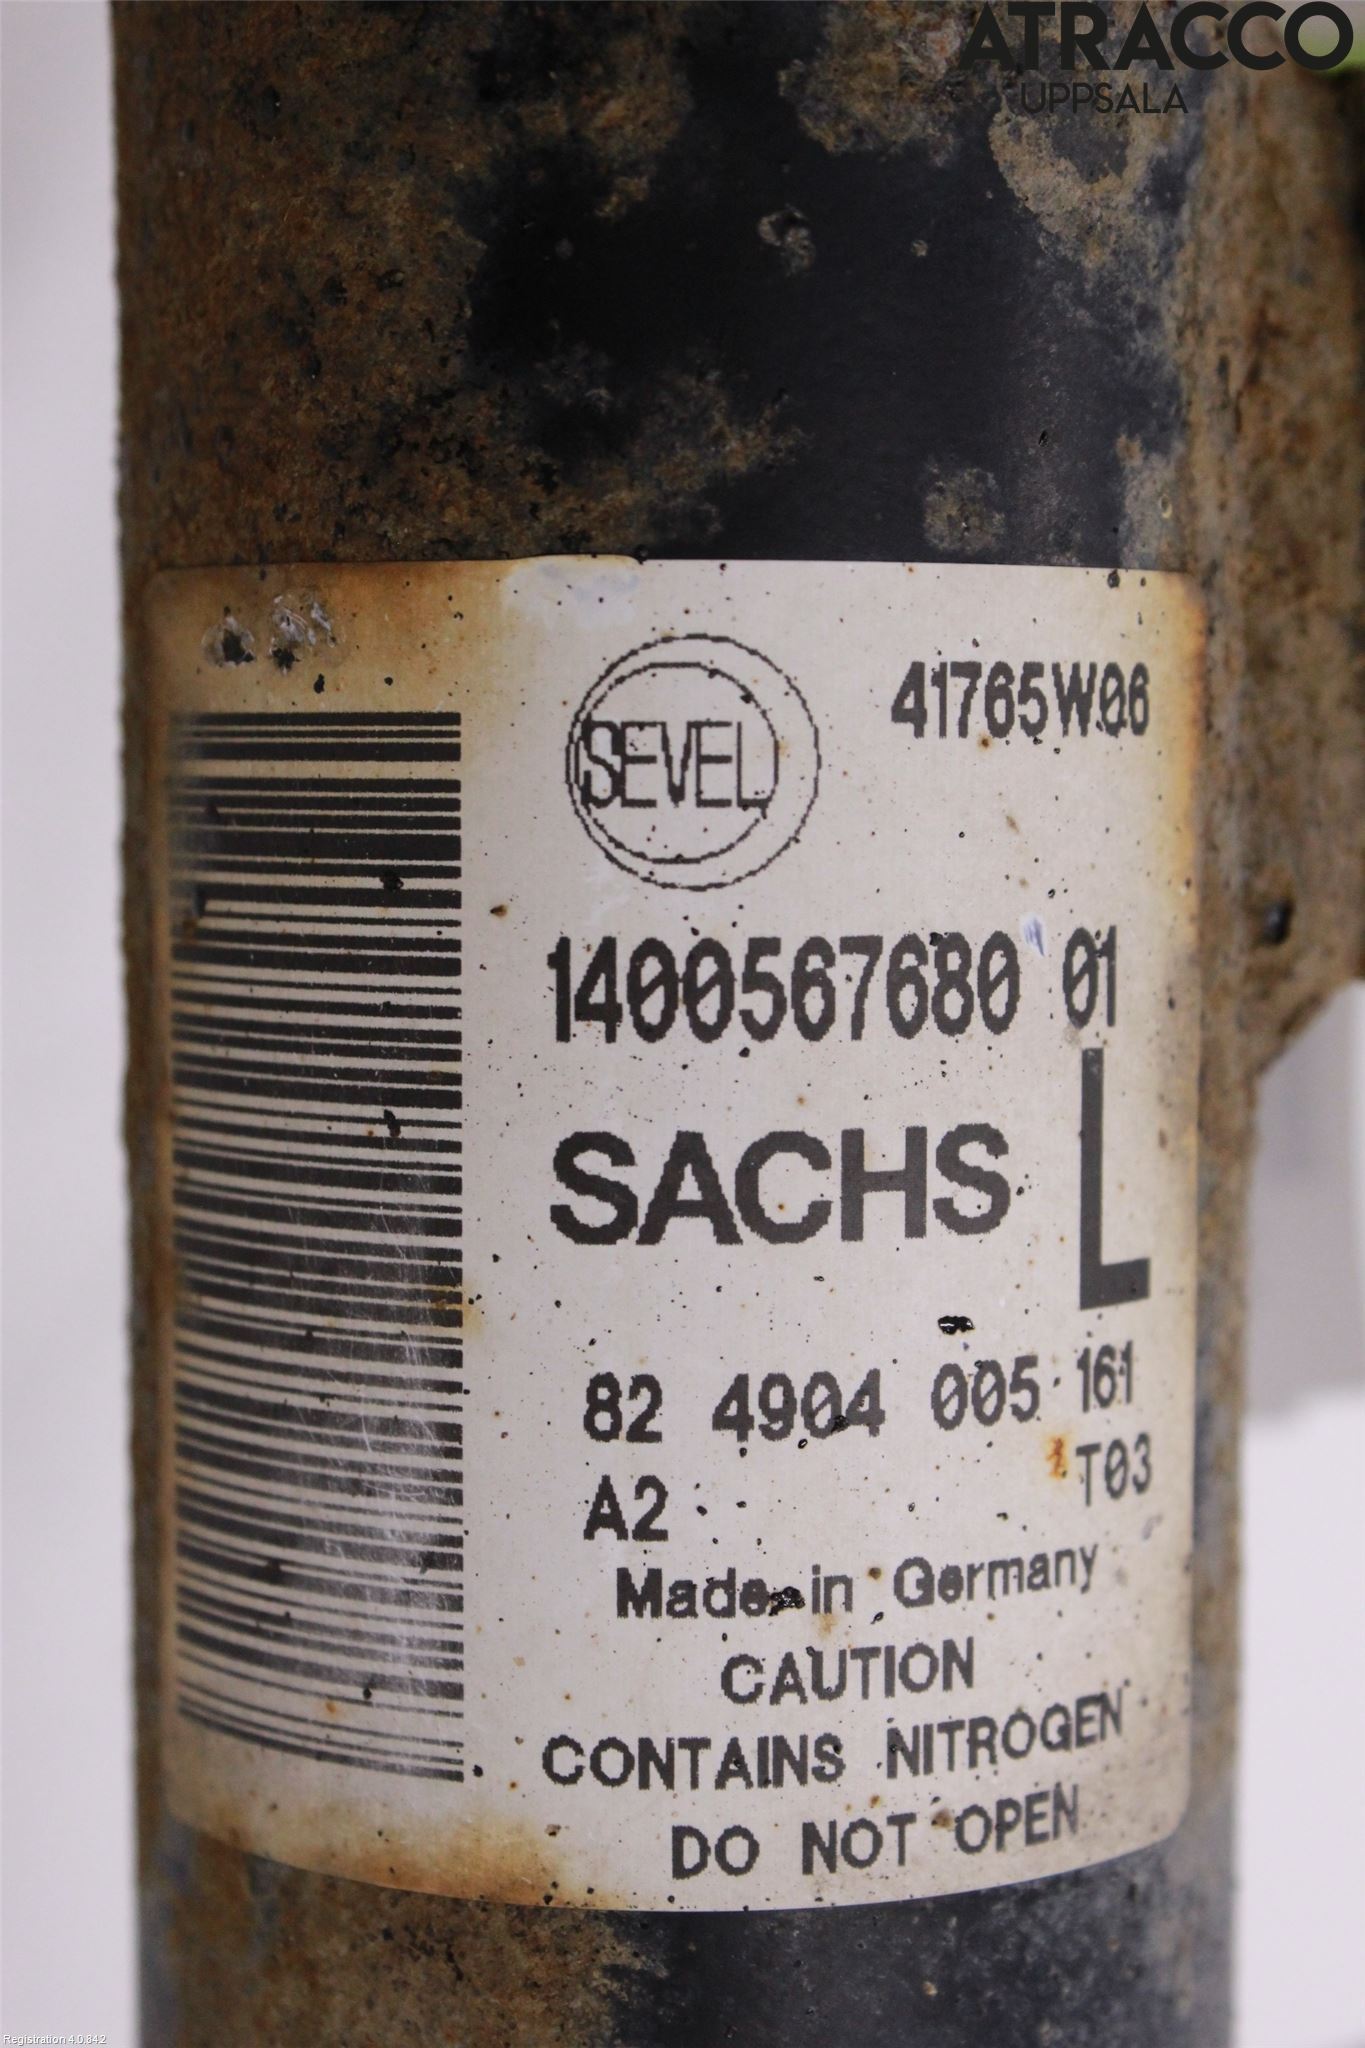 ATRACCO
UPPSALA
SEVEL
41765W06
1400567680 01
SACHS L
82 4904 005 161
A2 T03
Made in Germany
CAUTION
CONTAINS NITROGEN
DO NOT OPEN
Registration 4.0.84.2